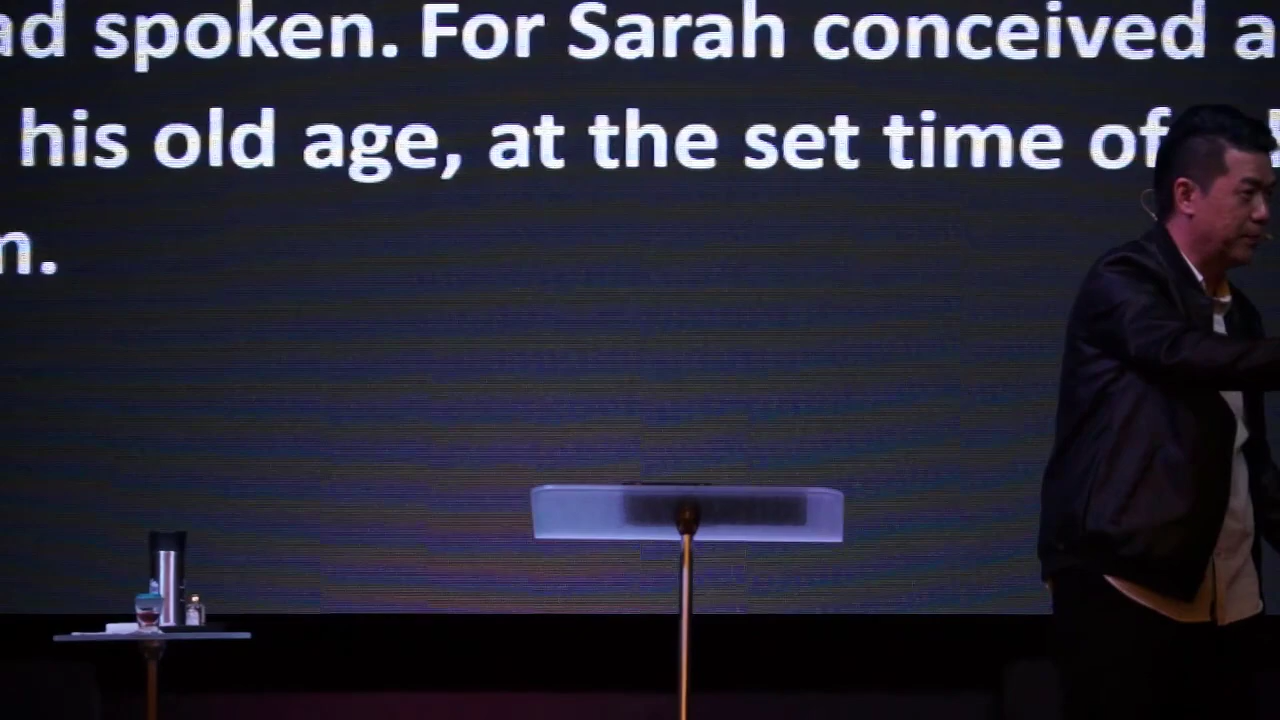 ad spoken. For Sarah conceived a
his old age, at the set time of
n.